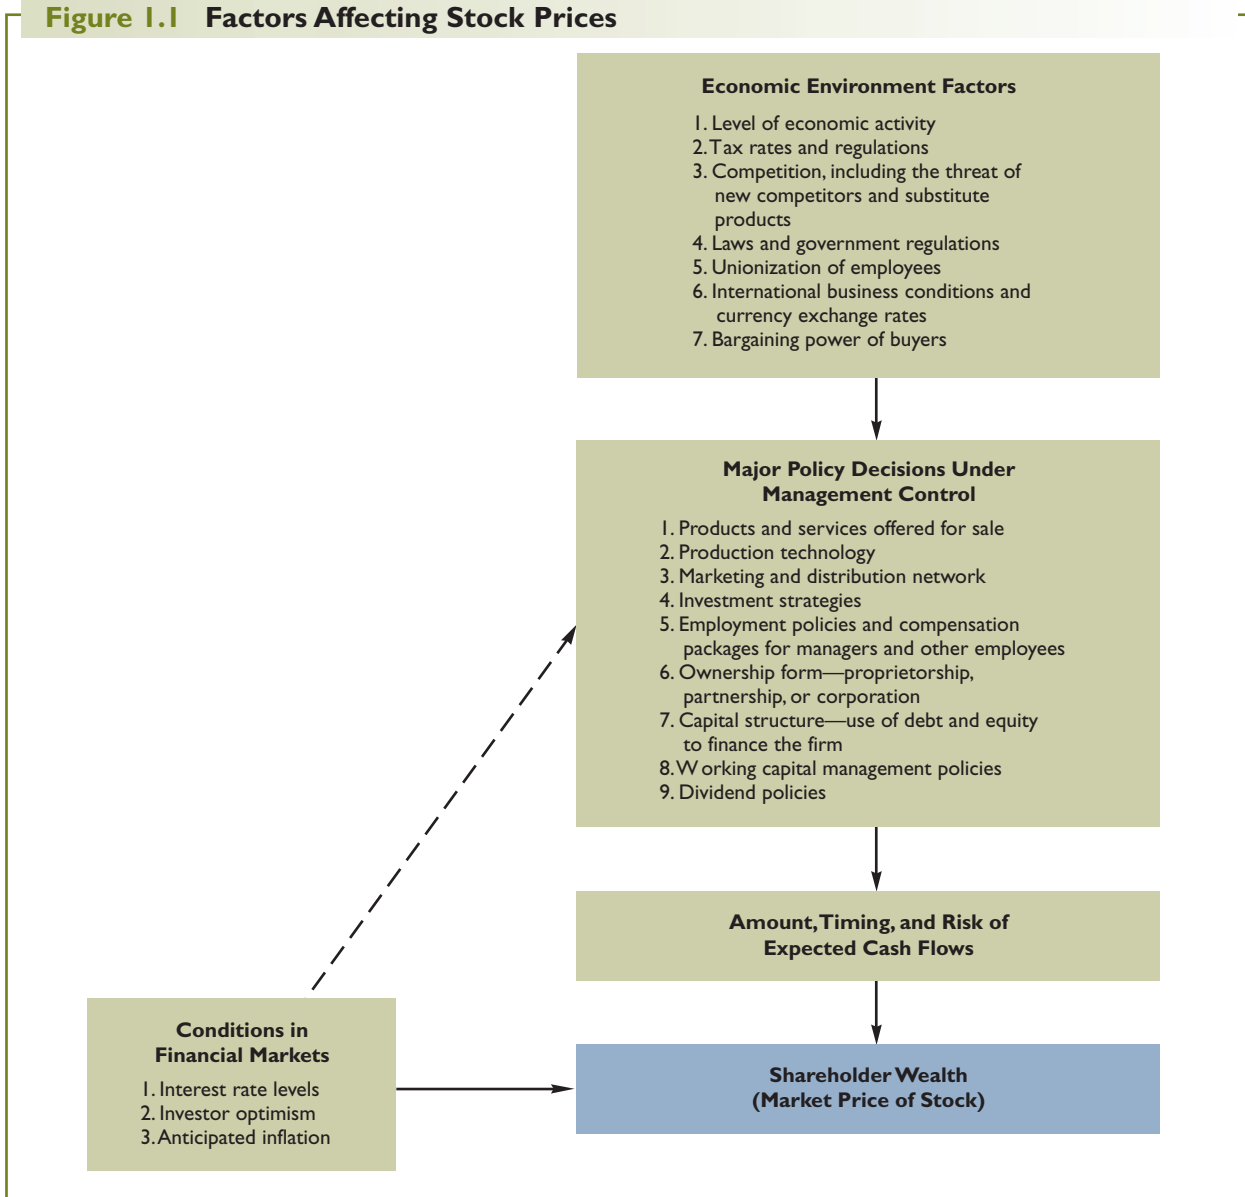 Figure 1.1 Factors Affecting Stock Prices
Economic Environment Factors
1. Level of economic activity
2. Tax rates and regulations
3. Competition, including the threat of
new competitors and substitute
products
4. Laws and government regulations
5. Unionization of employees
6. International business conditions and
currency exchange rates
7. Bargaining power of buyers
Major Policy Decisions Under
Management Control
1. Products and services offered for sale
2. Production technology
3. Marketing and distribution network
4. Investment strategies
5. Employment policies and compensation
packages for managers and other employees
6. Ownership form—proprietorship,
partnership, or corporation
7. Capital structure—use of debt and equity
to finance the firm
8. W orking capital management policies
9. Dividend policies
Amount, Timing, and Risk of
Expected Cash Flows
Conditions in
Financial Markets
1. Interest rate levels
2. Investor optimism
3. Anticipated inflation
Shareholder Wealth
(Market Price of Stock)